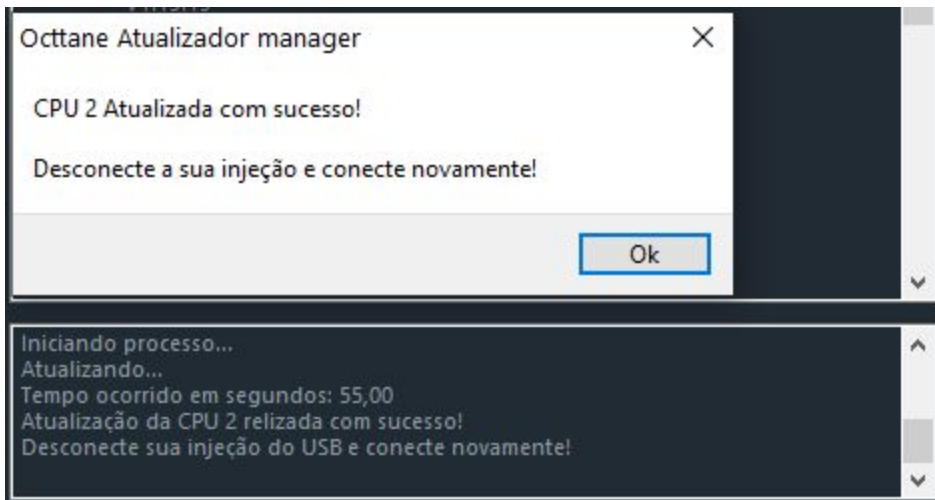 Octtane Atualizador manager
CPU 2 Atualizada com sucesso!
Desconecte a sua injeção e conecte novamente!
Ok
Iniciando processo...
Atualizando...
Tempo ocorrido em segundos: 55,00
Atualização da CPU 2 relizada com sucesso!
Desconecte sua injeção do USB e conecte novamente!